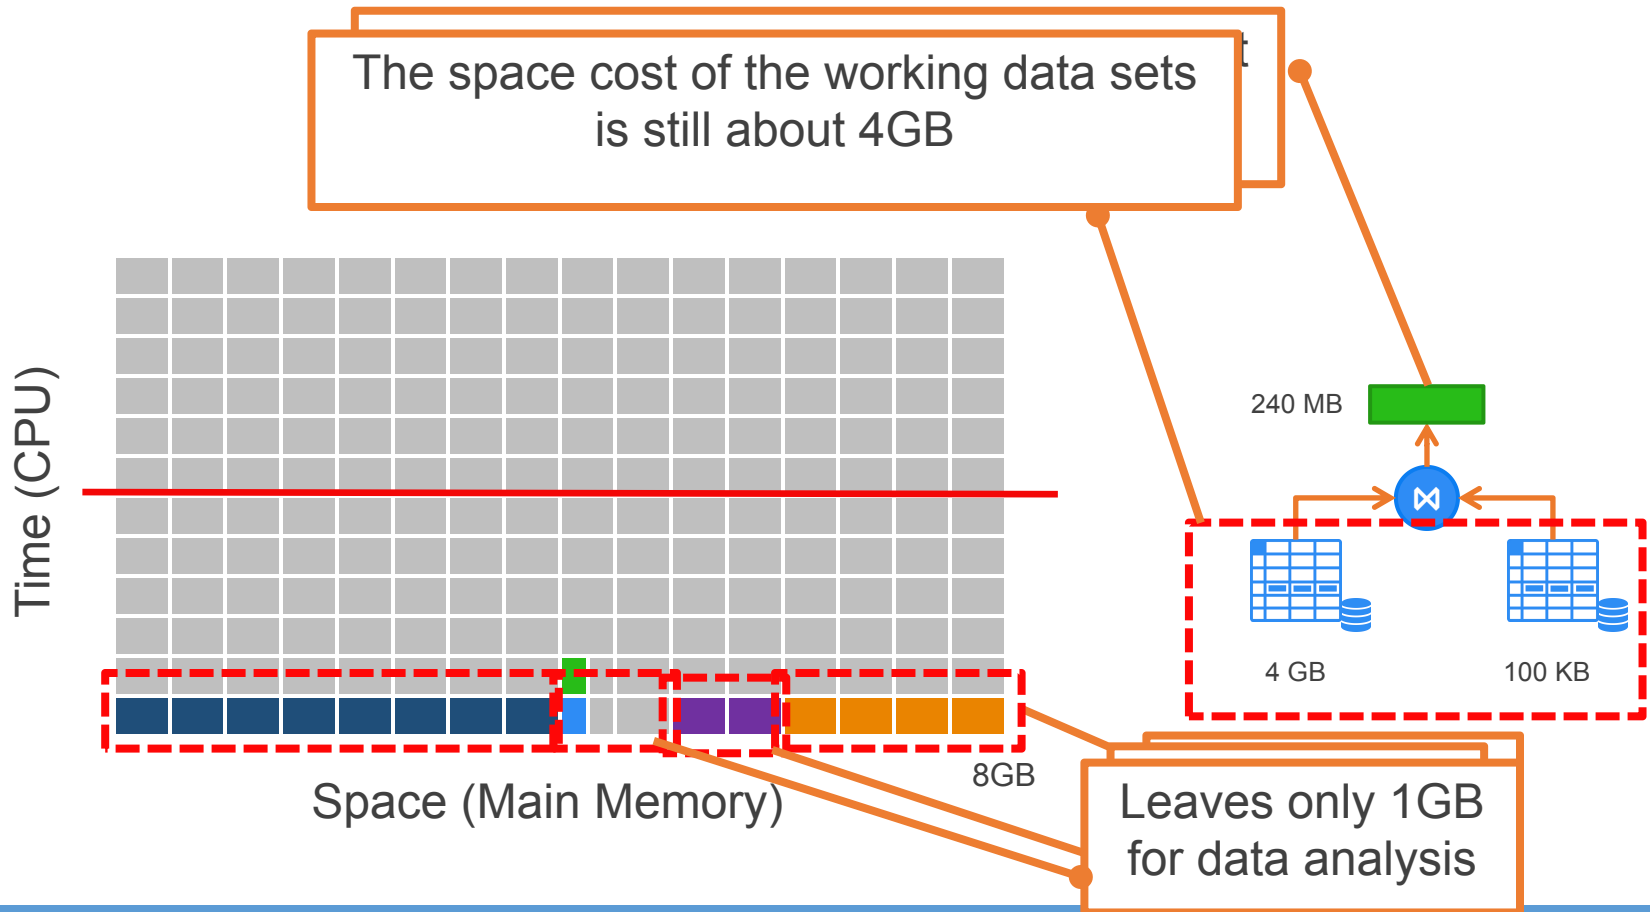 The space cost of the working data sets
is still about 4GB
Time (CPU)
240 MB
4 GB
100 KB
8GB
Space (Main Memory)
Leaves only 1GB
for data analysis